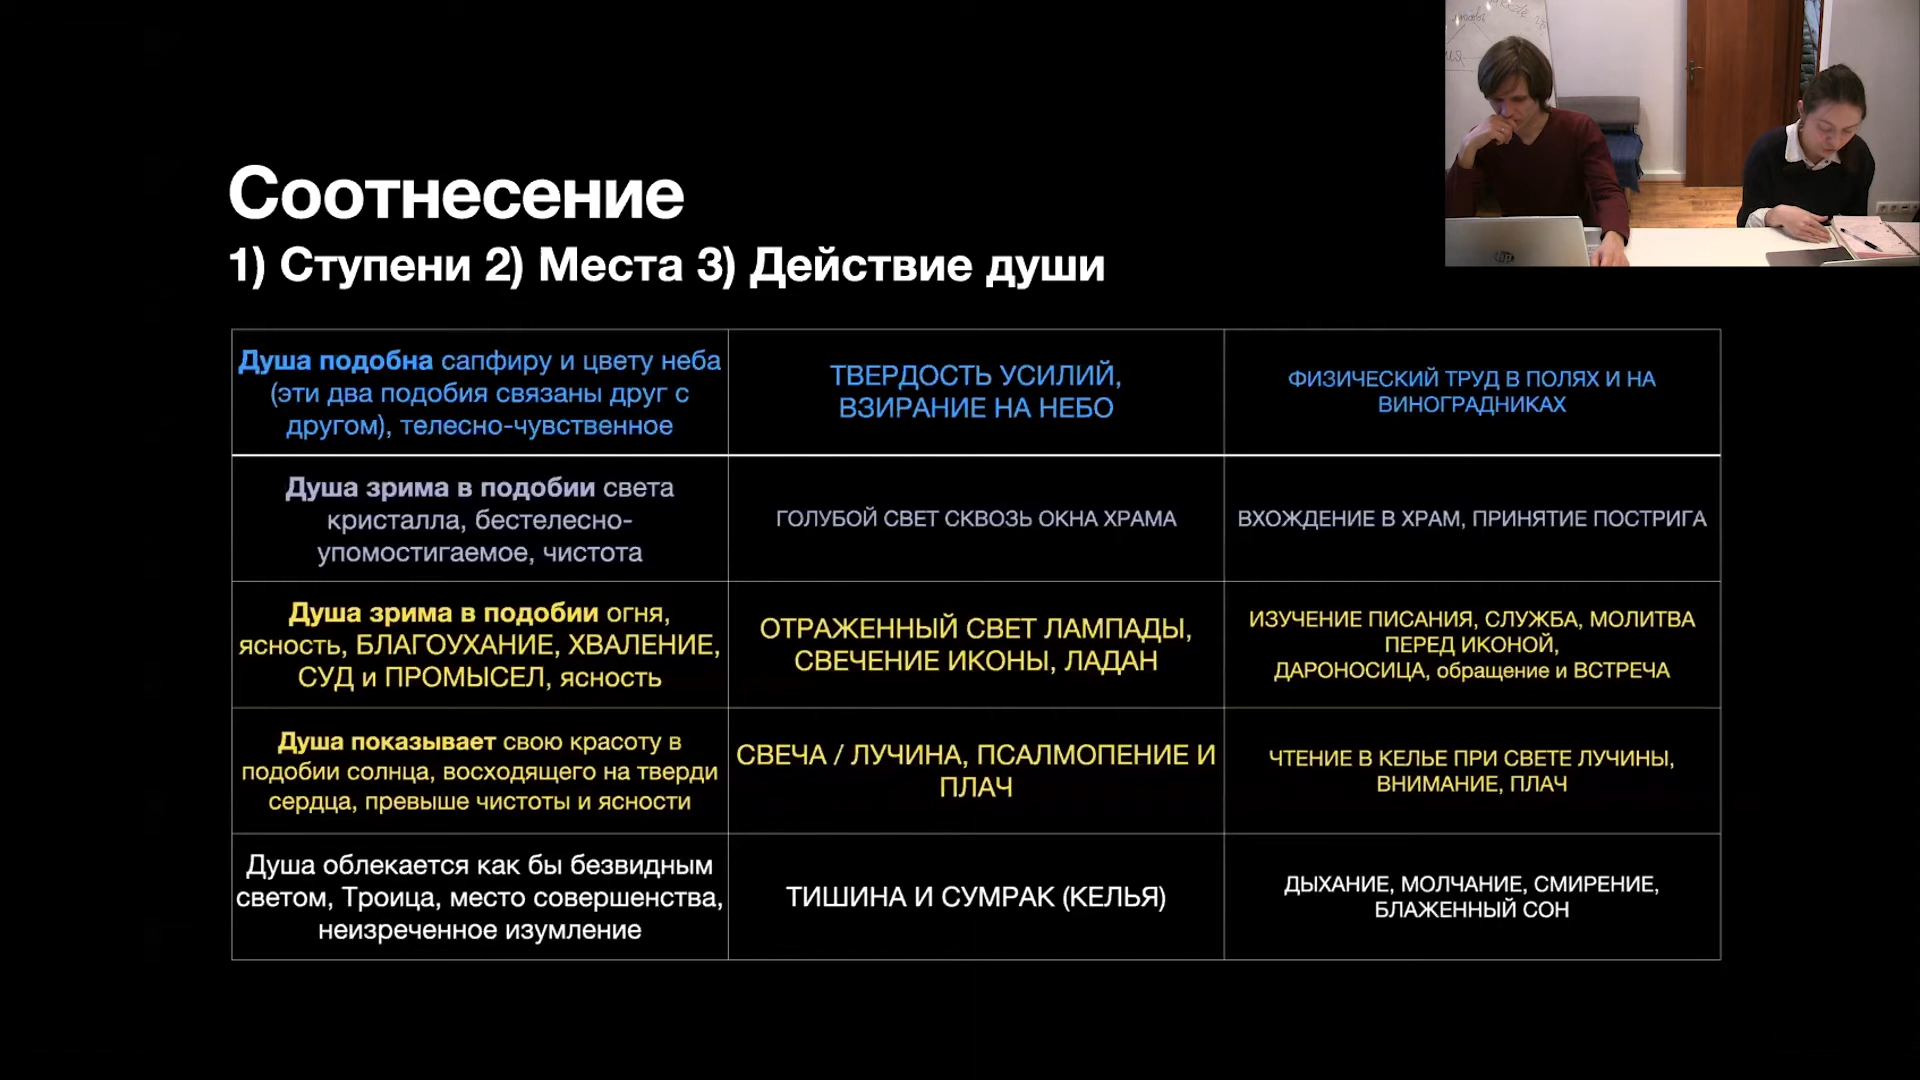 Соотнесение
1) Ступени 2) Места 3) Действие души
Душа подобна сапфиру и цвету неба
(эти два подобия связаны друг с
другом), телесно-чувственное
ТВЕРДОСТЬ УСИЛИЙ,
ВЗИРАНИЕ НА НЕБО
ФИЗИЧЕСКИЙ ТРУД В ПОЛЯХ И НА
ВИНОГРАДНИКАХ
Душа зрима в подобии света
кристалла, бестелесно-
упомостигаемое, чистота
ГОЛУБОЙ СВЕТ СКВОЗЬ ОКНА ХРАМА
ВХОЖДЕНИЕ В ХРАМ, ПРИНЯТИЕ ПОСТРИГА
Душа зрима в подобии огня,
ясность, БЛАГОУХАНИЕ, ХВАЛЕНИЕ,
СУД и ПРОМЫСЕЛ, ясность
ОТРАЖЕННЫЙ СВЕТ ЛАМПАДЫ,
СВЕЧЕНИЕ ИКОНЫ, ЛАДАН
ИЗУЧЕНИЕ ПИСАНИЯ, СЛУЖБА, МОЛИТВА
ПЕРЕД ИКОНОЙ,
ДАРОНОСИЦА, обращение и ВСТРЕЧА
Душа показывает свою красоту в
подобии солнца, восходящего на тверди
сердца, превыше чистоты и ясности
СВЕЧА / ЛУЧИНА, ПСАЛМОПЕНИЕ И
ПЛАЧ
ЧТЕНИЕ В КЕЛЬЕ ПРИ СВЕТЕ ЛУЧИНЫ,
ВНИМАНИЕ, ПЛАЧ
Душа облекается как бы безвидным
светом, Троица, место совершенства,
неизреченное изумление
ТИШИНА И СУМРАК (КЕЛЬЯ)
ДЫХАНИЕ, МОЛЧАНИЕ, СМИРЕНИЕ,
БЛАЖЕННЫЙ СОН
hp